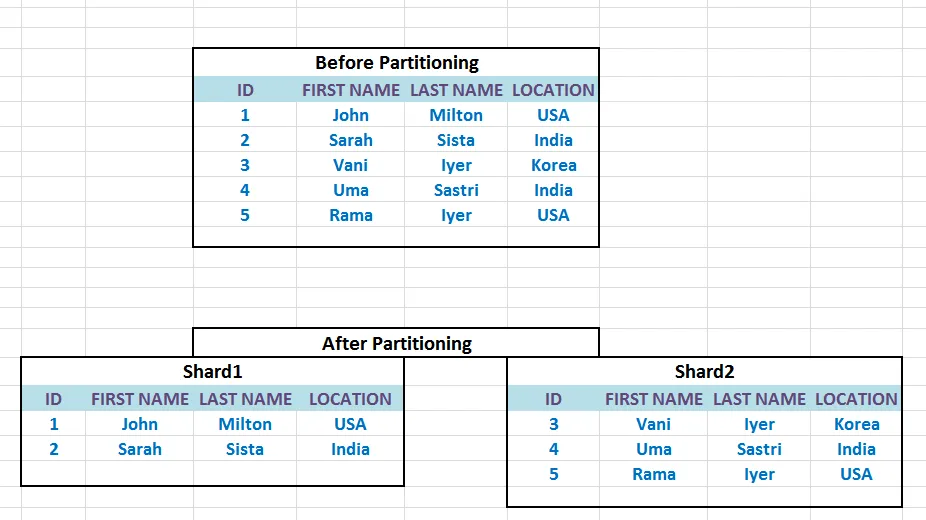 Before Partitioning
ID FIRST NAME LAST NAME LOCATION
1 John Milton USA
2 Sarah Sista India
3 Vani Iyer Korea
4 Uma Sastri India
5 Rama Iyer USA
After Partitioning
Shard1
ID FIRST NAME LAST NAME LOCATION
1 John Milton USA
2 Sarah Sista India
Shard2
ID FIRST NAME LAST NAME LOCATION
3 Vani Iyer Korea
4 Uma Sastri India
5 Rama Iyer USA